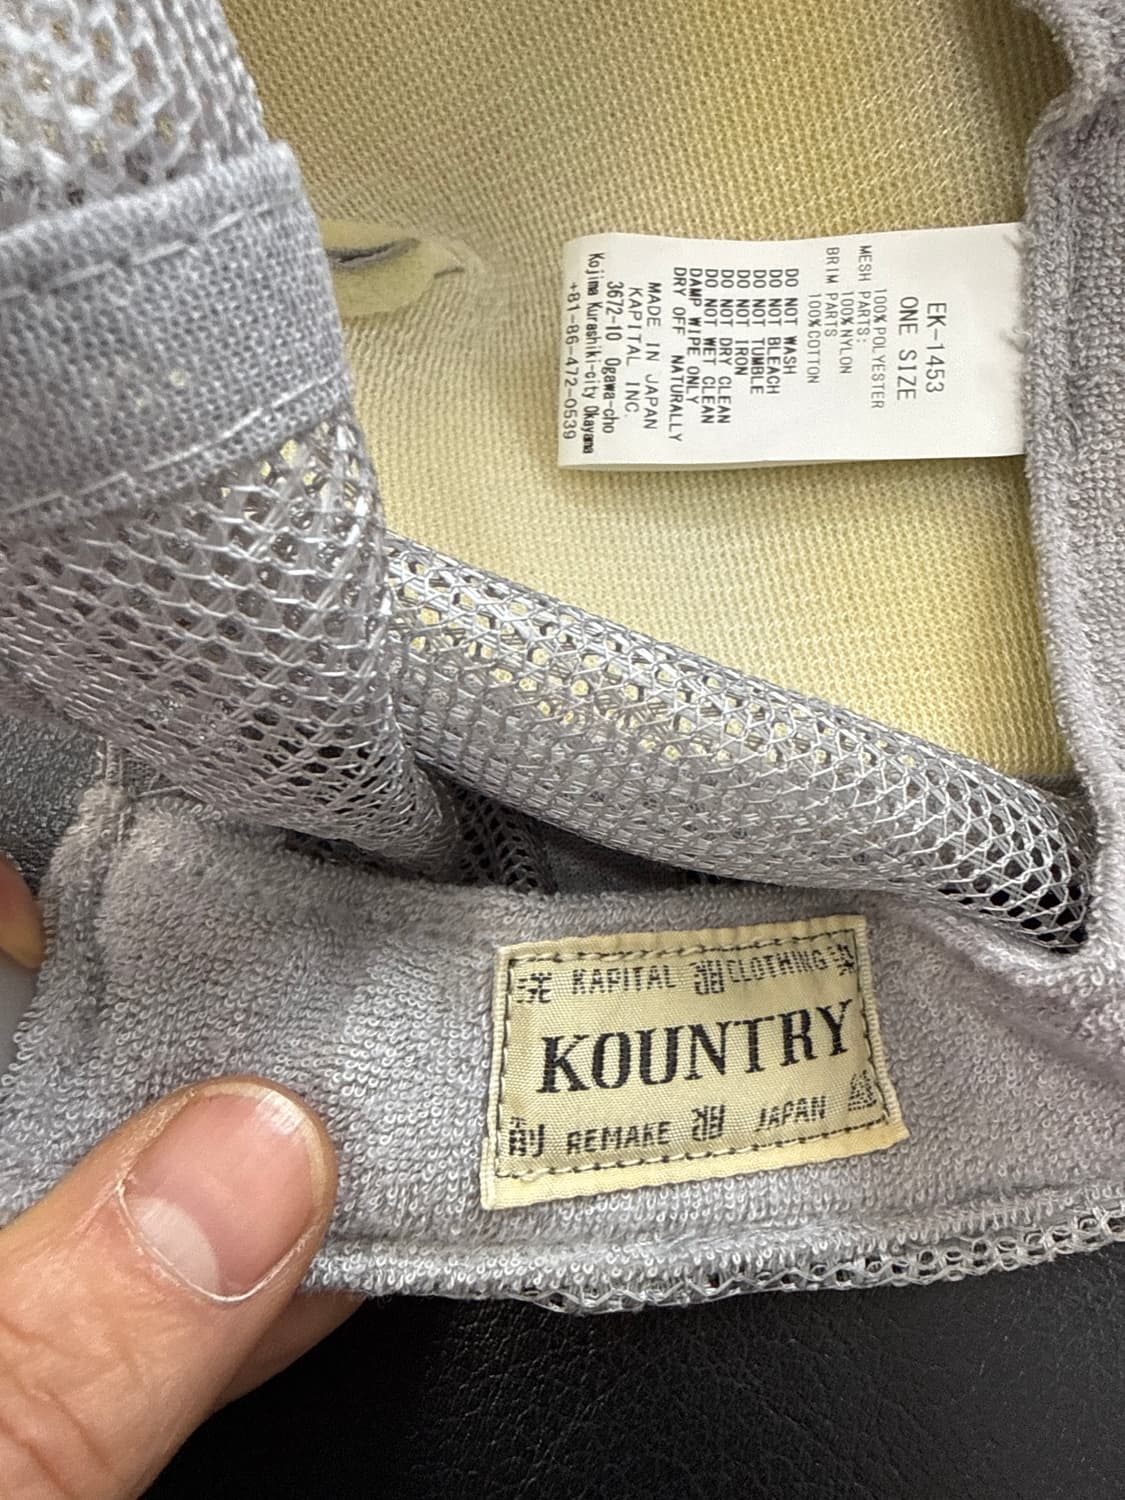 EK-1453
ONE SIZE
100%POLYESTER
MESH PARTS:
100%NYLON
BRIM PARTS
100%COTTON
DO NOT WASH
DO NOT BLEACH
DO NOT TUMBLE
DO NOT IRON
DO NOT DRY CLEAN
DO NOT WET CLEAN
DAMP WIPE ONLY
DRY OFF NATURALLY
MADE IN JAPAN
KAPITAL INC.
3672-10 Ogawa-cho
Kojima Kurashiki-city Okayama
+81-86-472-0539
KAPITAL CLOTHING
KOUNTRY
REMAKE JAPAN